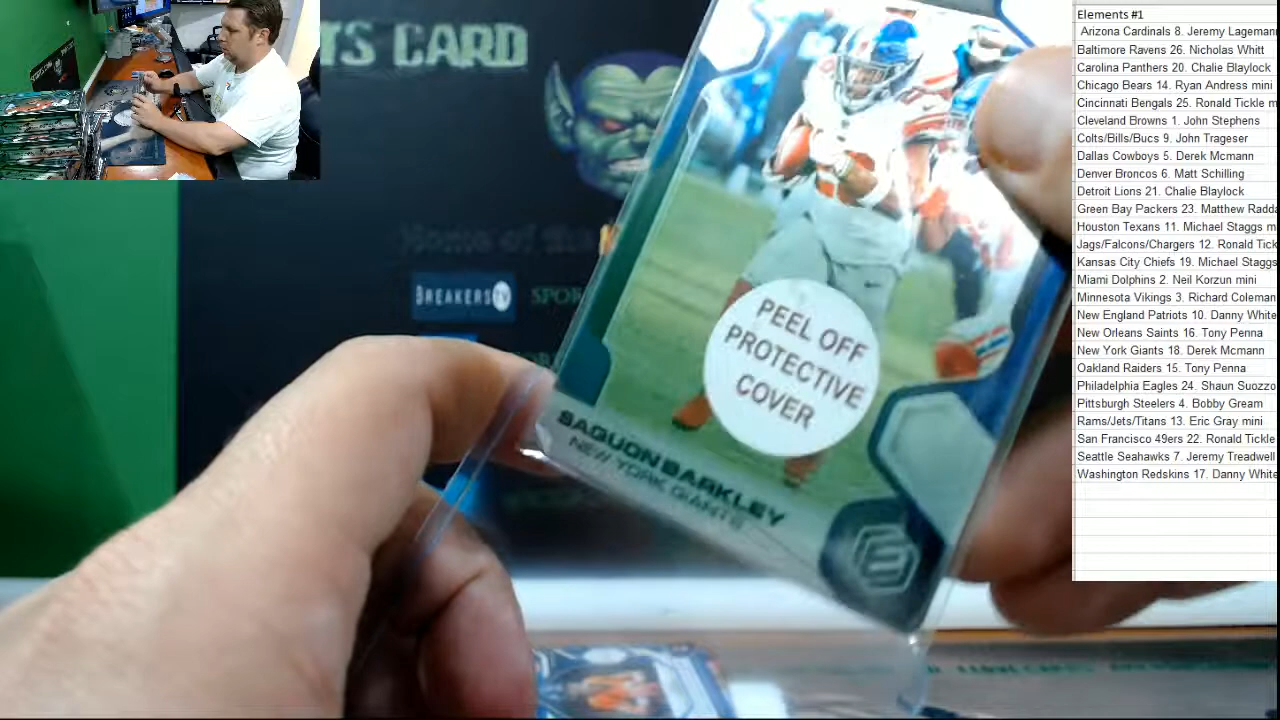 TS CARD
Home of the
BREAKERSTV
PEEL OFF
PROTECTIVE
COVER
SAQUON BARKLEY
NEW YORK GIANTS
Elements #1
Arizona Cardinals 8. Jeremy Lageman
Baltimore Ravens 26. Nicholas Whitt
Carolina Panthers 20. Chalie Blaylock
Chicago Bears 14. Ryan Andress mini
Cincinnati Bengals 25. Ronald Tickle m
Cleveland Browns 1. John Stephens
Colts/Bills/Bucs 9. John Trageser
Dallas Cowboys 5. Derek Mcmann
Denver Broncos 6. Matt Schilling
Detroit Lions 21. Chalie Blaylock
Green Bay Packers 23. Matthew Radda
Houston Texans 11. Michael Staggs m
Jags/Falcons/Chargers 12. Ronald Tick
Kansas City Chiefs 19. Michael Staggs
Miami Dolphins 2. Neil Korzun mini
Minnesota Vikings 3. Richard Coleman
New England Patriots 10. Danny White
New Orleans Saints 16. Tony Penna
New York Giants 18. Derek Mcmann
Oakland Raiders 15. Tony Penna
Philadelphia Eagles 24. Shaun Suozzo
Pittsburgh Steelers 4. Bobby Gream
Rams/Jets/Titans 13. Eric Gray mini
San Francisco 49ers 22. Ronald Tickle
Seattle Seahawks 7. Jeremy Treadwell
Washington Redskins 17. Danny White